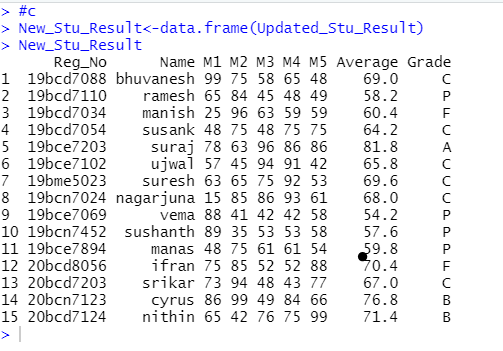 > #c
> New_Stu_Result<-data.frame(Updated_Stu_Result)
> New_Stu_Result
Reg_No Name M1 M2 M3 M4 M5 Average Grade
1 19bcd7088 bhuvanesh 99 75 58 65 48 69.0 C
2 19bcd7110 ramesh 65 84 45 48 49 58.2 P
3 19bcd7034 manish 25 96 63 59 59 60.4 F
4 19bcd7054 susank 48 75 48 75 75 64.2 C
5 19bce7203 suraj 78 63 96 86 86 81.8 A
6 19bce7102 ujwal 57 45 94 91 42 65.8 C
7 19bme5023 suresh 63 65 75 92 53 69.6 C
8 19bcn7024 nagarjuna 15 85 86 93 61 68.0 C
9 19bce7069 vema 88 41 42 42 58 54.2 P
10 19bcn7452 sushanth 89 35 53 53 58 57.6 P
11 19bce7894 manas 48 75 61 61 54 59.8 P
12 20bcd8056 ifran 75 85 52 52 88 70.4 F
13 20bcd7203 srikar 73 94 48 43 77 67.0 C
14 20bcn7123 cyrus 86 99 49 84 66 76.8 B
15 20bcd7124 nithin 65 42 76 75 99 71.4 B
>